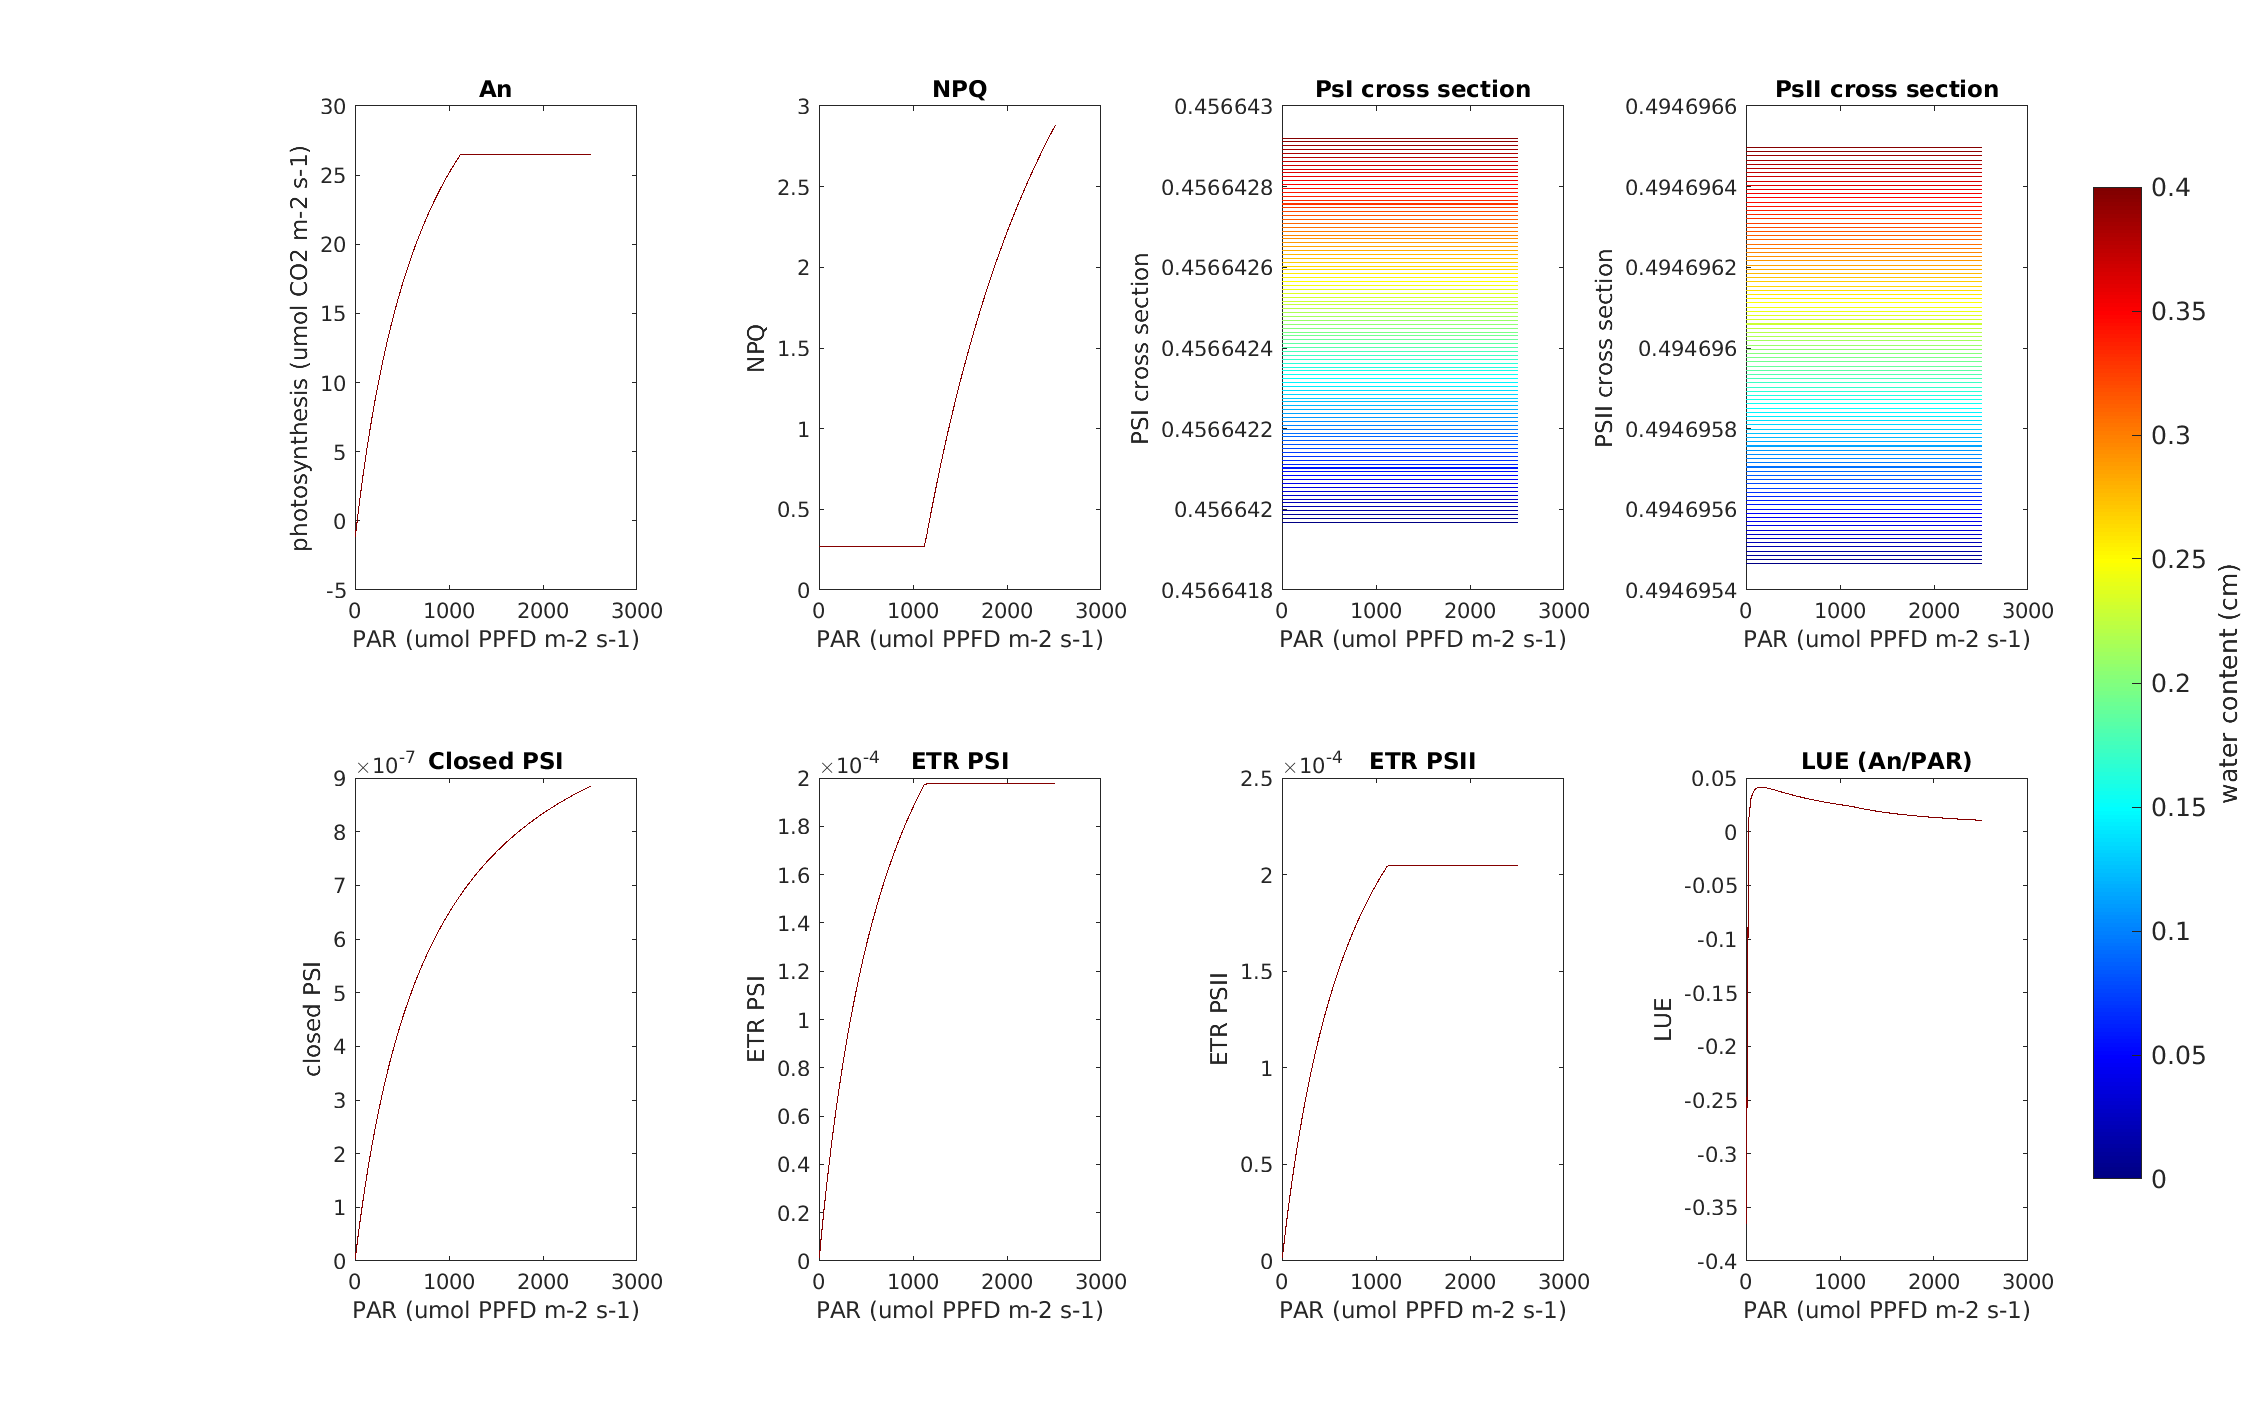 An
30
25
20
15
10
5
0
-5
photosynthesis (umol CO2 m-2 s-1)
0 1000 2000 3000
PAR (umol PPFD m-2 s-1)
NPQ
3
2.5
2
1.5
1
0.5
0
NPQ
0 1000 2000 3000
PAR (umol PPFD m-2 s-1)
PsI cross section
0.456643
0.4566428
0.4566426
0.4566424
0.4566422
0.456642
0.4566418
PSI cross section
0 1000 2000 3000
PAR (umol PPFD m-2 s-1)
PsII cross section
0.4946966
0.4946964
0.4946962
0.494696
0.4946958
0.4946956
0.4946954
PSII cross section
0 1000 2000 3000
PAR (umol PPFD m-2 s-1)
Closed PSI
×10-7
9
8
7
6
5
4
3
2
1
0
closed PSI
0 1000 2000 3000
PAR (umol PPFD m-2 s-1)
ETR PSI
×10-4
2
1.8
1.6
1.4
1.2
1
0.8
0.6
0.4
0.2
0
ETR PSI
0 1000 2000 3000
PAR (umol PPFD m-2 s-1)
ETR PSII
×10-4
2.5
2
1.5
1
0.5
0
ETR PSII
0 1000 2000 3000
PAR (umol PPFD m-2 s-1)
LUE (An/PAR)
0.05
0
-0.05
-0.1
-0.15
-0.2
-0.25
-0.3
-0.35
-0.4
LUE
0 1000 2000 3000
PAR (umol PPFD m-2 s-1)
0.4
0.35
0.3
0.25
0.2
0.15
0.1
0.05
0
water content (cm)